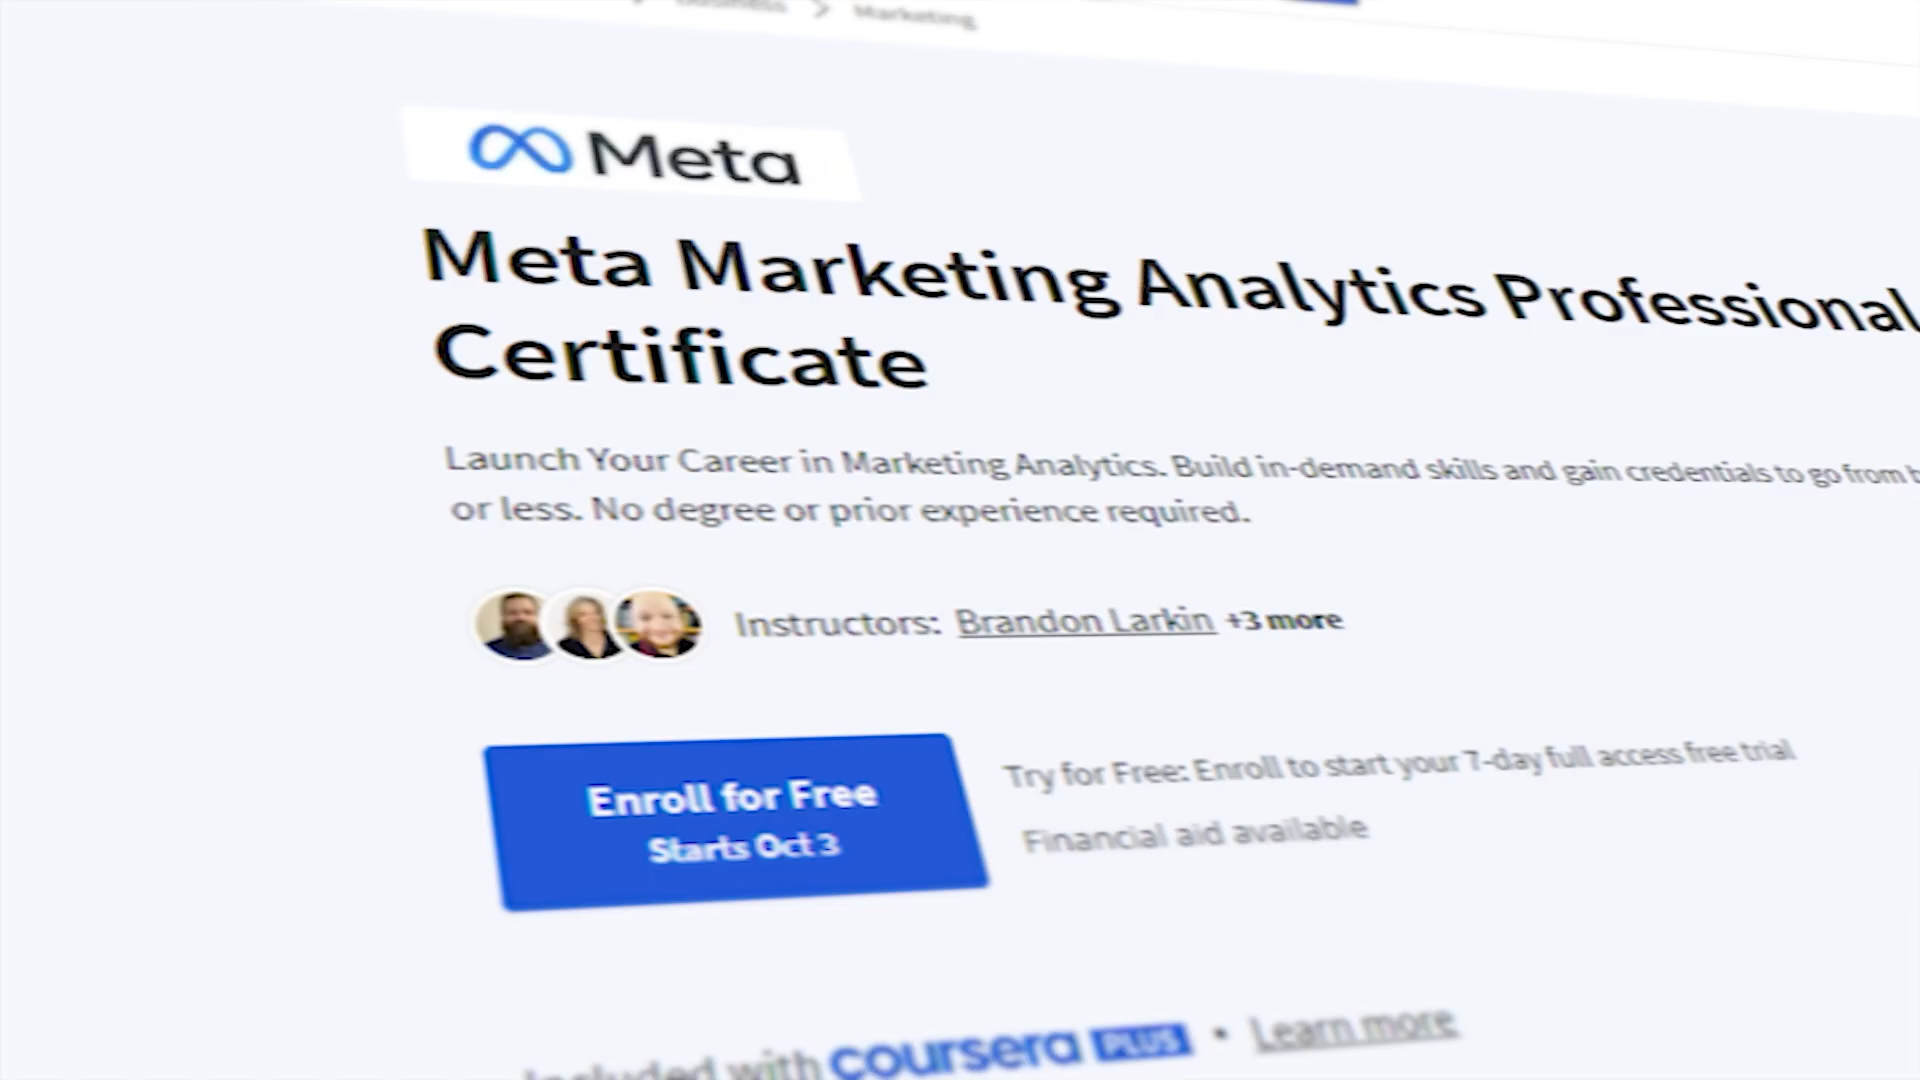 Business > Marketing
Meta
Meta Marketing Analytics Professional
Certificate
Launch Your Career in Marketing Analytics. Build in-demand skills and gain credentials to go from
or less. No degree or prior experience required.
Instructors: Brandon Larkin +3 more
Enroll for Free
Starts Oct 3
Try for Free: Enroll to start your 7-day full access free trial
Financial aid available
Included with coursera PLUS • Learn more